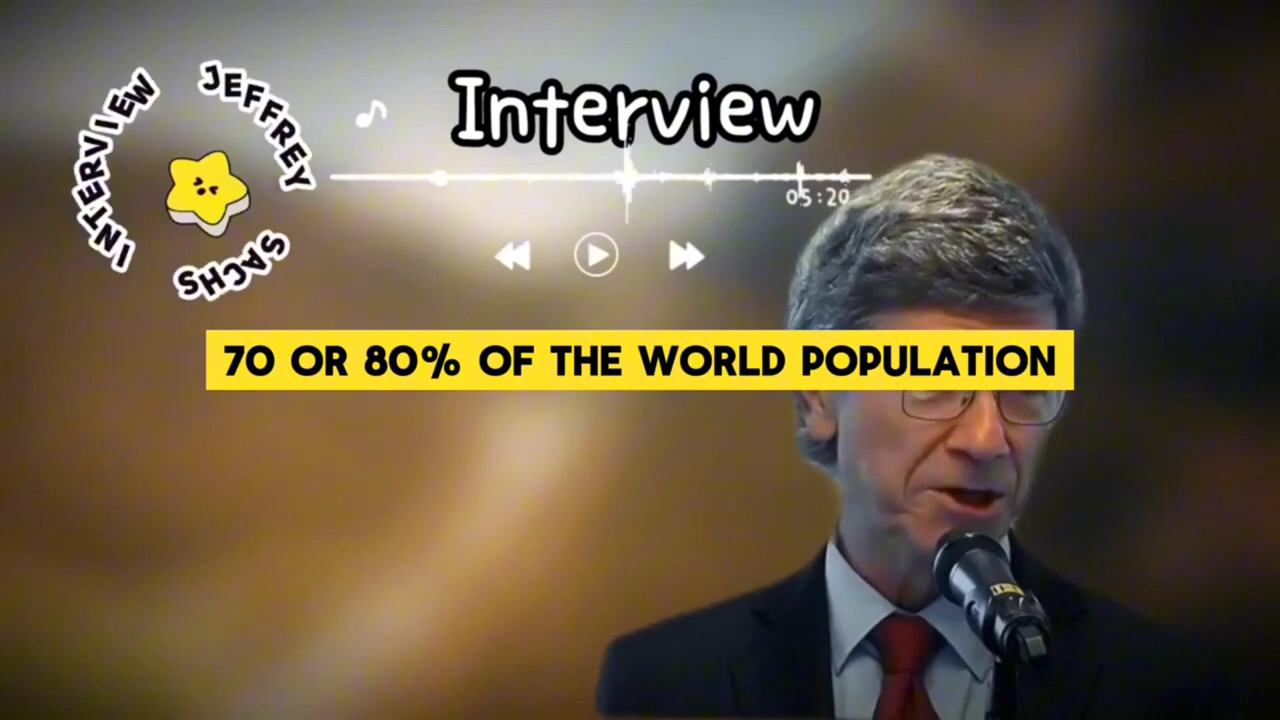 INTERVIEW
JEFFREY
SACHS
Interview
05:20
70 OR 80% OF THE WORLD POPULATION